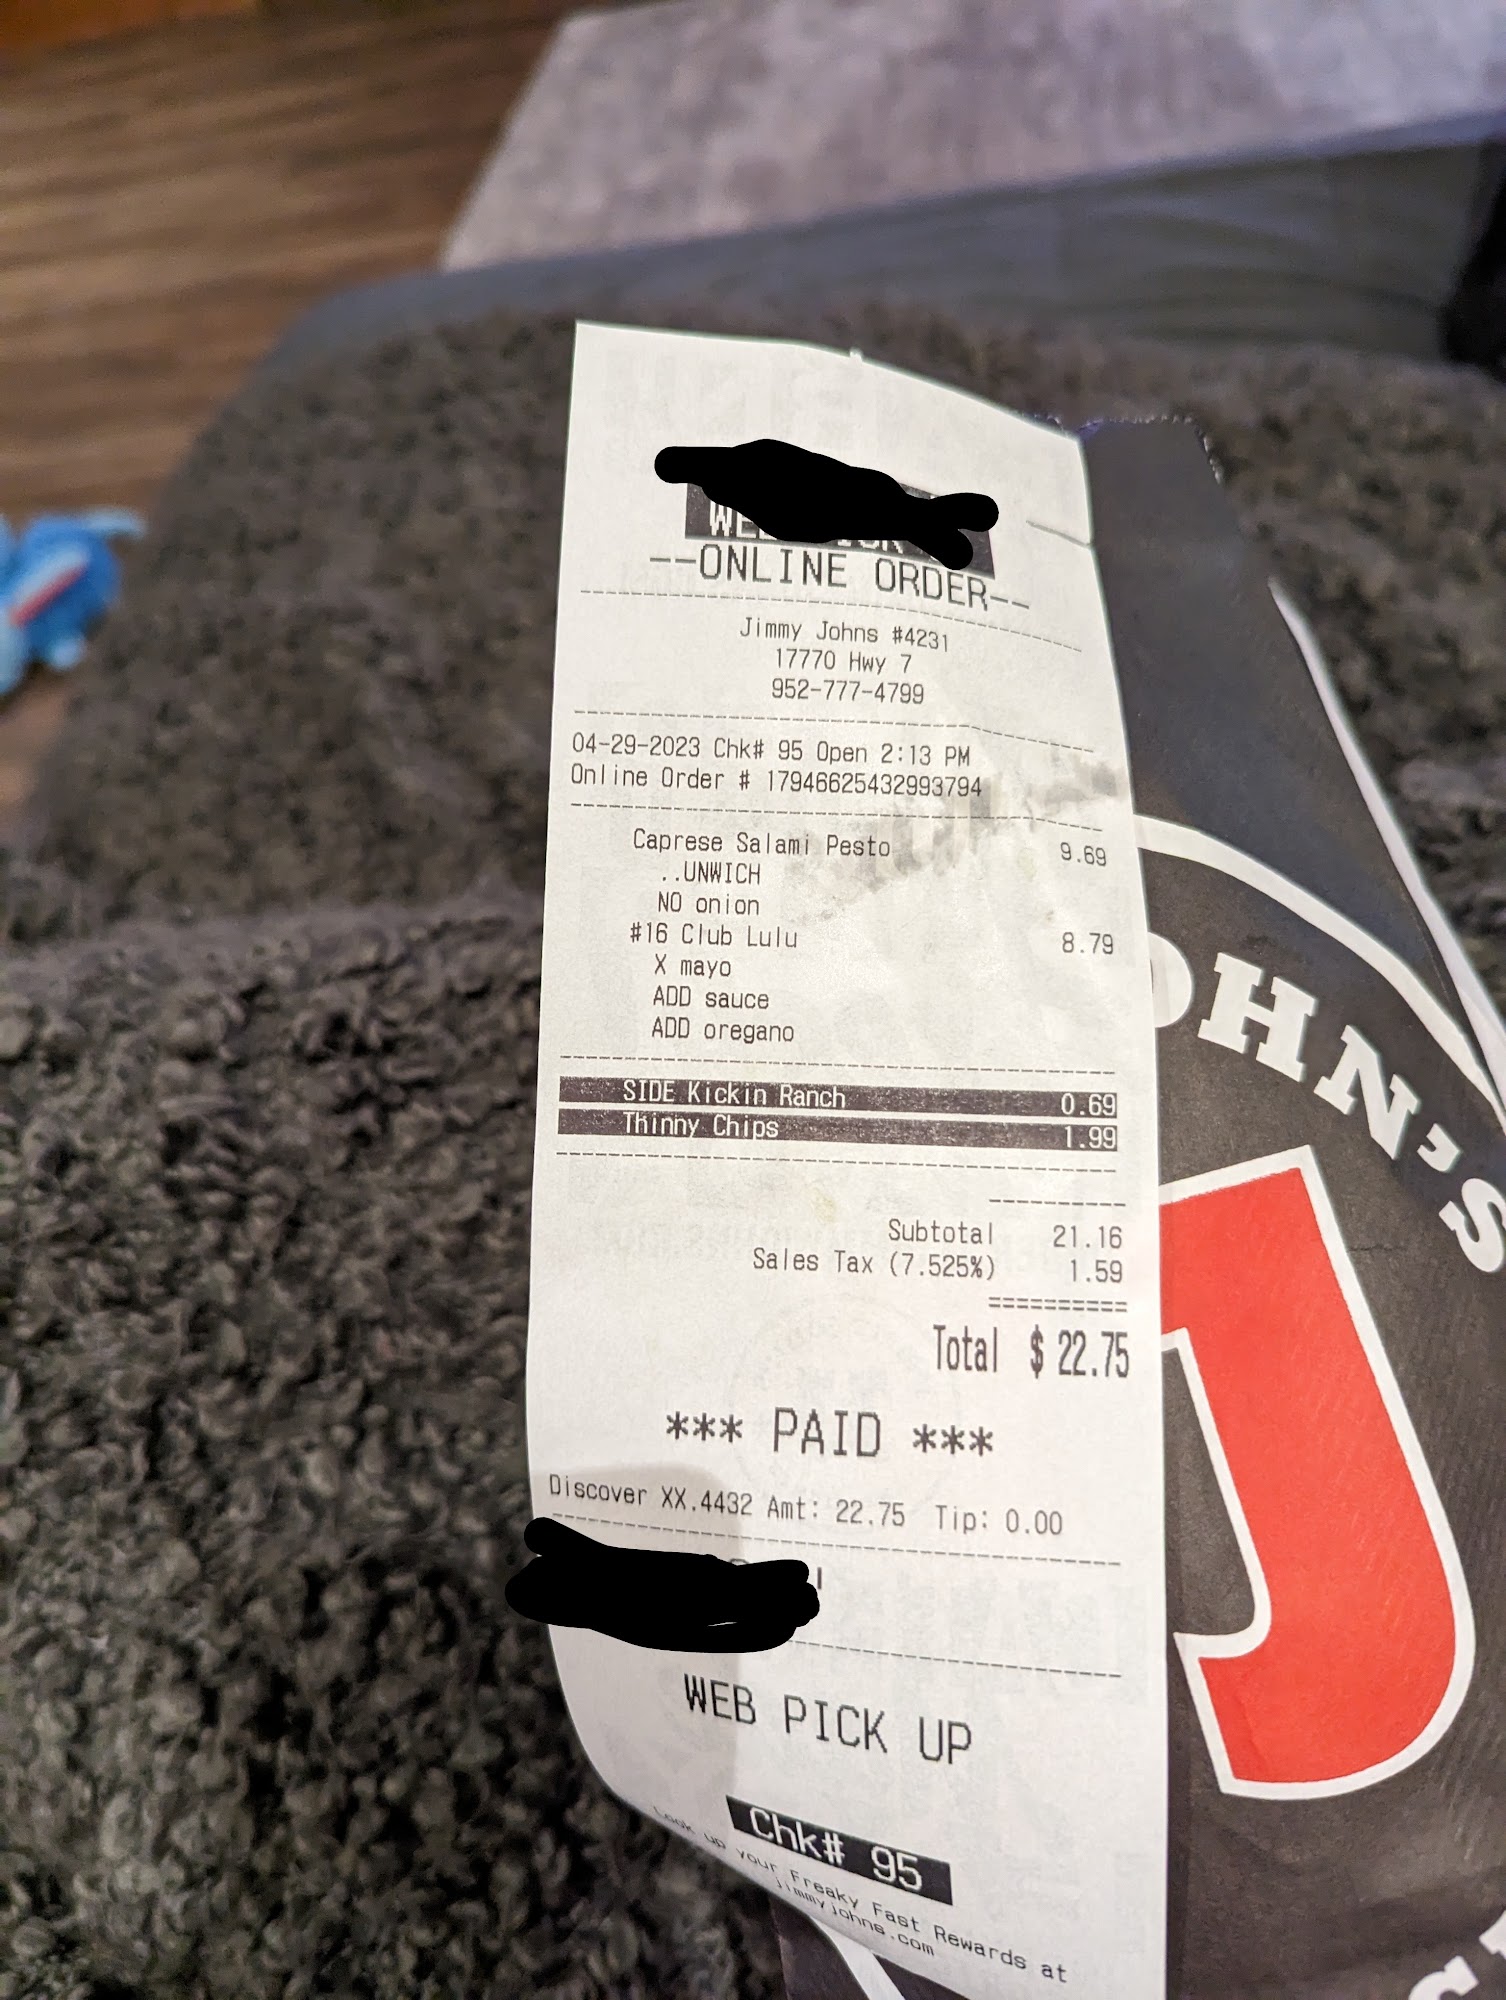 --ONLINE ORDER--
Jimmy Johns #4231
17770 Hwy 7
952-777-4799
04-29-2023 Chk# 95 Open 2:13 PM
Online Order # 17946625432993794
Caprese Salami Pesto 9.69
..UNWICH
NO onion
#16 Club Lulu 8.79
X mayo
ADD sauce
ADD oregano
SIDE Kickin Ranch 0.69
Thinny Chips 1.99
Subtotal 21.16
Sales Tax (7.525%) 1.59
==========
Total $ 22.75
*** PAID ***
Discover XX.4432 Amt: 22.75 Tip: 0.00
WEB PICK UP
Chk# 95
Look up your Freaky Fast Rewards at
jimmyjohns.com
OHN'S
J